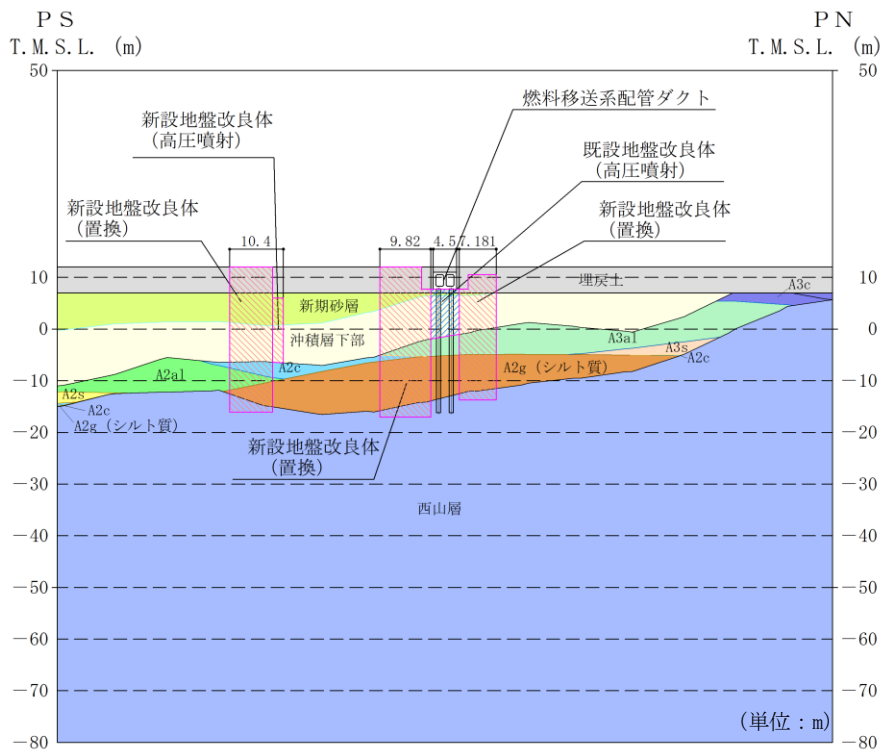 ＰＳ
ＰＮ
T.M.S.L. (m)
T.M.S.L. (m)
50
50
燃料移送系配管ダクト
新設地盤改良体
(高圧噴射)
既設地盤改良体
(高圧噴射)
新設地盤改良体
(置換)
新設地盤改良体
(置換)
10.4
9.82
4.5
7.181
10
埋戻土
A3c
10
新期砂層
0
沖積層下部
A3al
0
A3s
A2c
A2al
A2c
A2g(シルト質)
−10
−10
A2s
A2c
A2g(シルト質)
−20
新設地盤改良体
(置換)
−20
−30
−30
西山層
−40
−40
−50
−50
−60
−60
−70
−70
(単位：m)
−80
−80